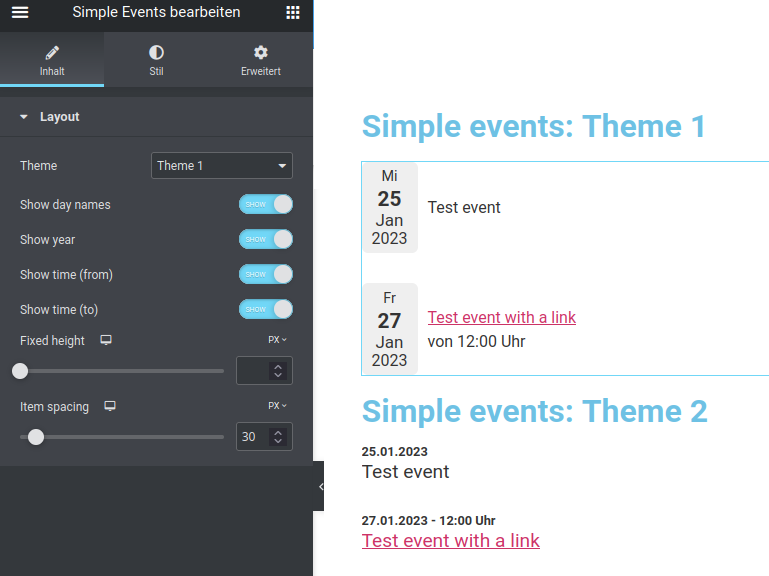 Simple Events bearbeiten
Inhalt
Stil
Erweitert
Layout
Theme
Theme 1
Show day names
SHOW
Show year
SHOW
Show time (from)
SHOW
Show time (to)
SHOW
Fixed height
PX
Item spacing
PX
30
Simple events: Theme 1
Mi
25
Jan
2023
Test event
Fr
27
Jan
2023
Test event with a link
von 12:00 Uhr
Simple events: Theme 2
25.01.2023
Test event
27.01.2023 - 12:00 Uhr
Test event with a link